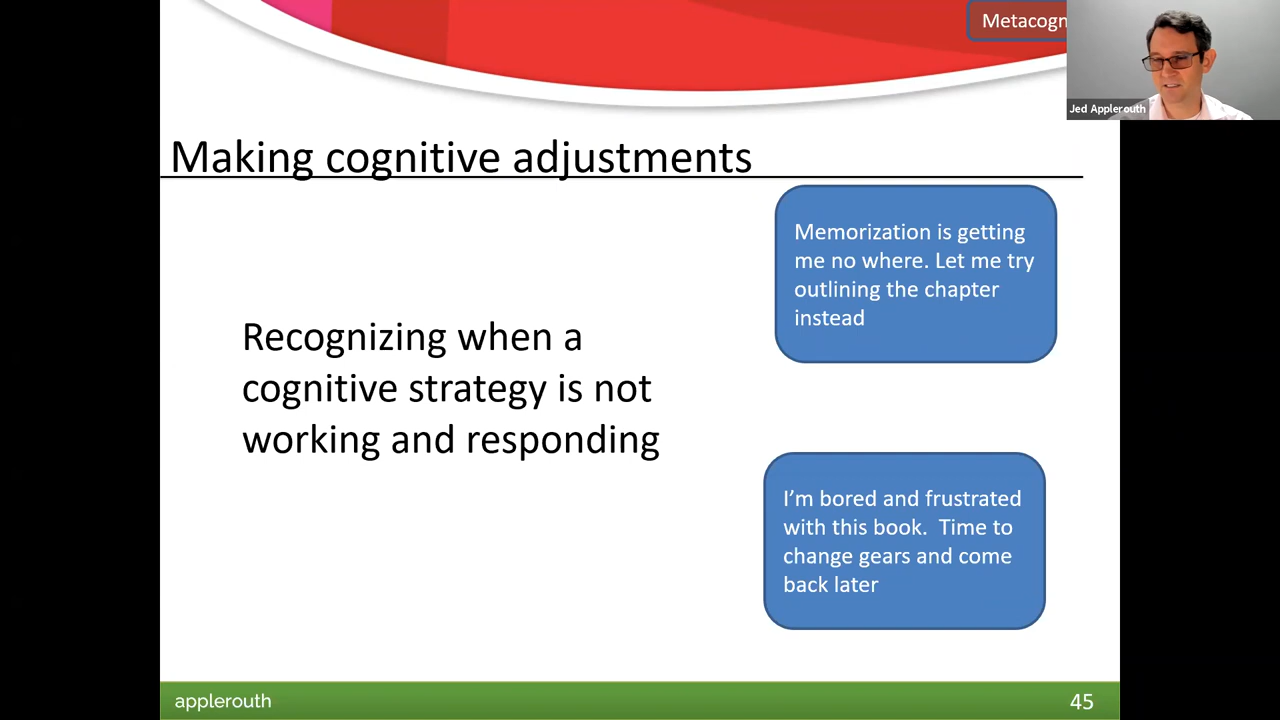 Metacogn
Jed Applerouth
Making cognitive adjustments
Memorization is getting
me no where. Let me try
outlining the chapter
instead
Recognizing when a
cognitive strategy is not
working and responding
I'm bored and frustrated
with this book.  Time to
change gears and come
back later
applerouth
45